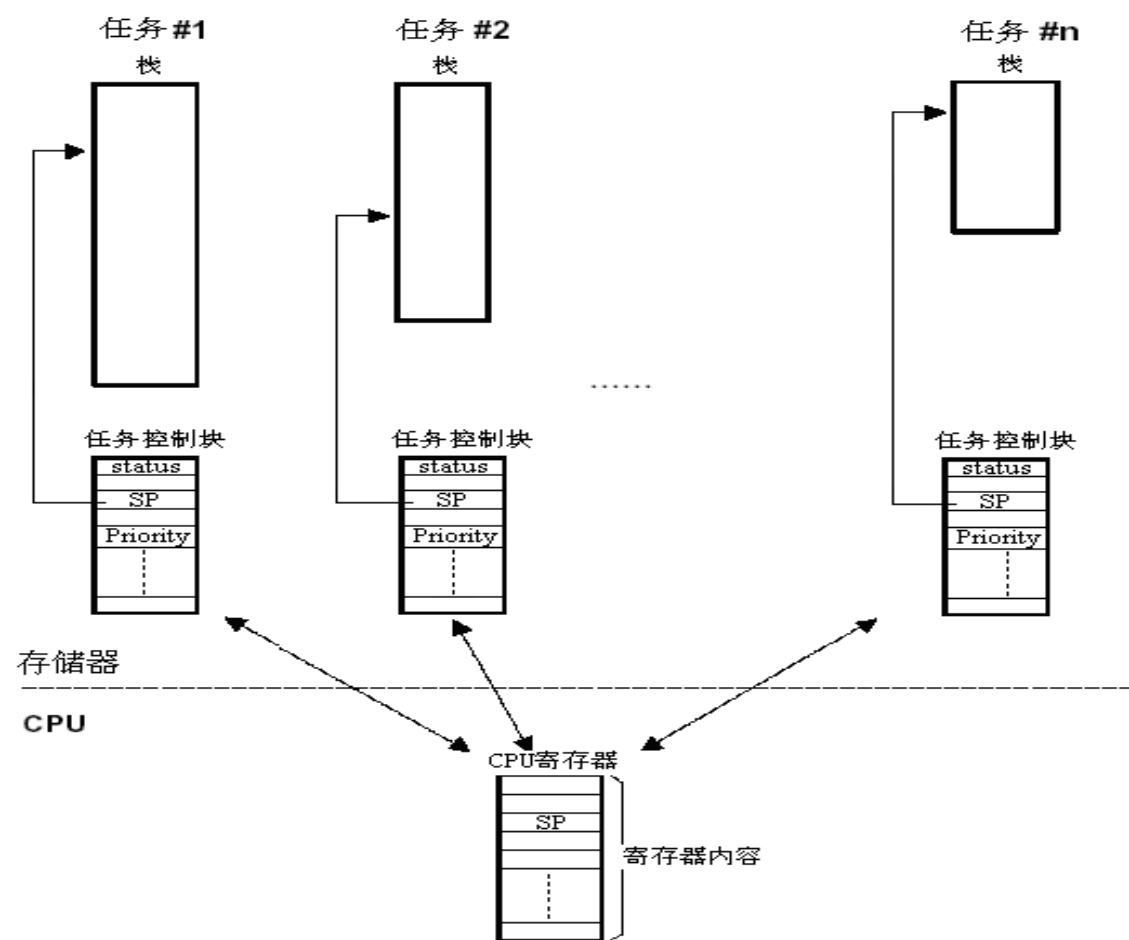 任务 #1
任务 #2
任务 #n
栈
栈
栈
......
任务控制块
任务控制块
任务控制块
status
status
status
SP
SP
SP
Priority
Priority
Priority
存储器
CPU
CPU寄存器
SP
寄存器内容